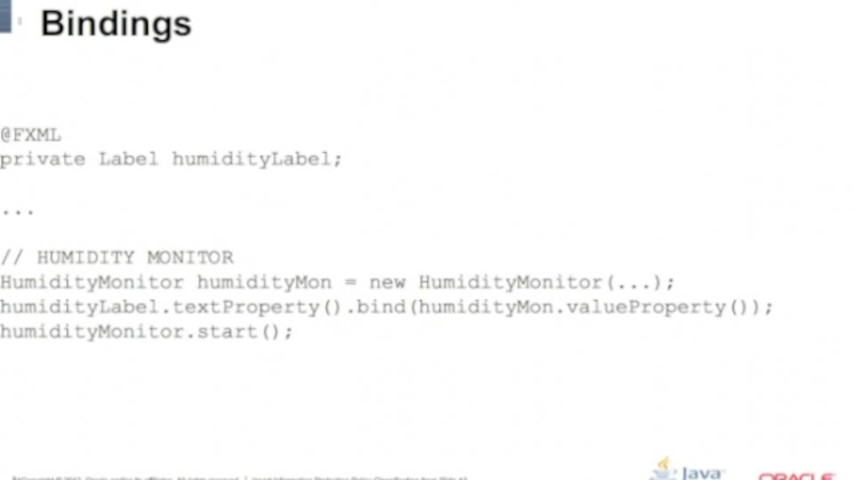 Bindings
@FXML
private Label humidityLabel;
...
// HUMIDITY MONITOR
HumidityMonitor humidityMon = new HumidityMonitor(...);
humidityLabel.textProperty().bind(humidityMon.valueProperty());
humidityMonitor.start();
Java
ORACLE